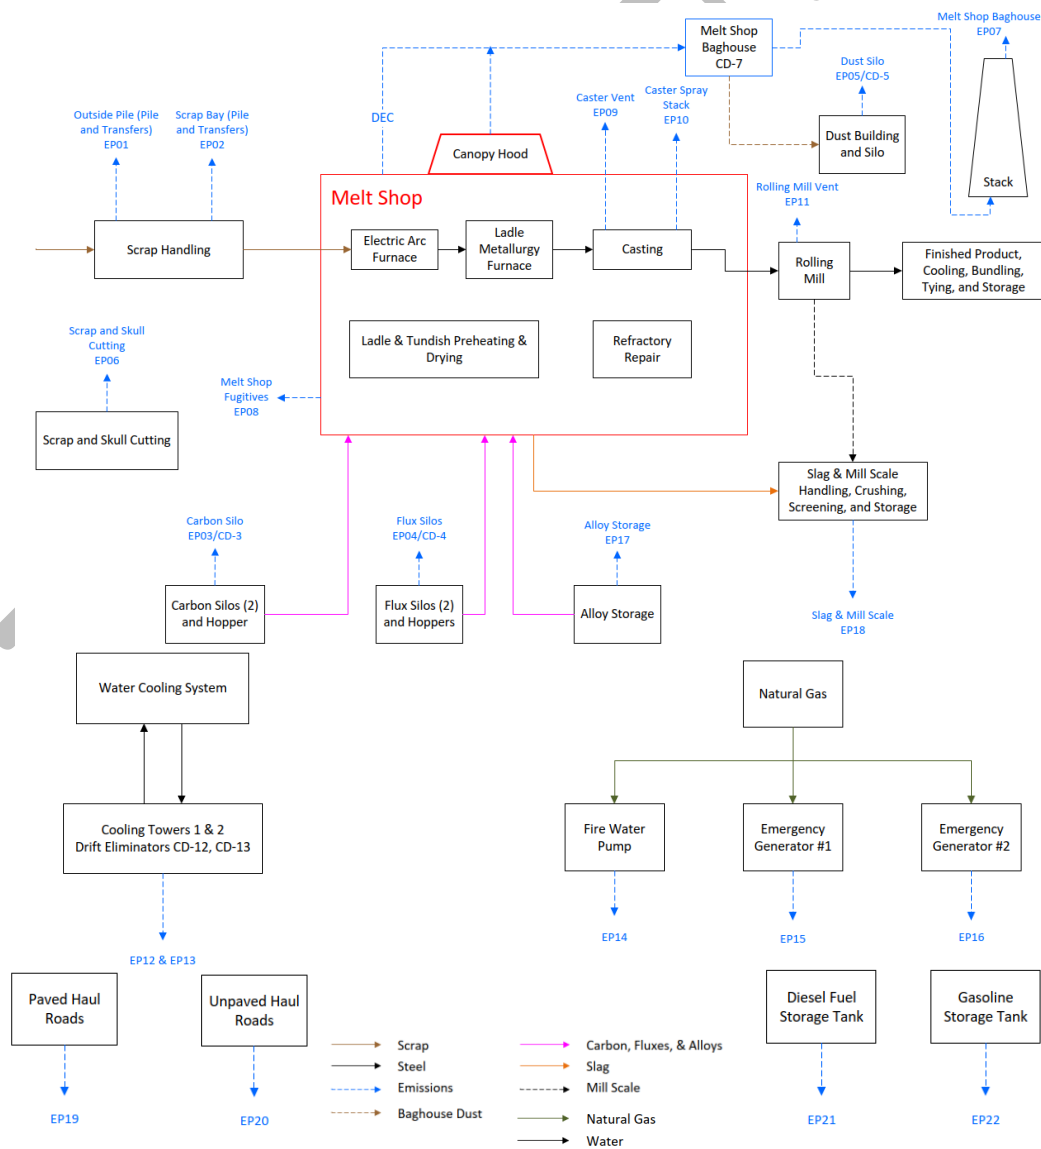 Melt Shop Baghouse
EP07
Melt Shop
Baghouse
CD-7
Dust Silo
EP05/CD-5
Outside Pile (Pile
and Transfers)
EP01
Scrap Bay (Pile
and Transfers)
EP02
DEC
Caster Vent
EP09
Caster Spray
Stack
EP10
Canopy Hood
Dust Building
and Silo
Stack
Melt Shop
Rolling Mill Vent
EP11
Scrap Handling
Electric Arc
Furnace
Ladle
Metallurgy
Furnace
Casting
Rolling
Mill
Finished Product,
Cooling, Bundling,
Tying, and Storage
Scrap and Skull
Cutting
EP06
Ladle & Tundish Preheating &
Drying
Refractory
Repair
Melt Shop
Fugitives
EP08
Scrap and Skull Cutting
Slag & Mill Scale
Handling, Crushing,
Screening, and Storage
Carbon Silo
EP03/CD-3
Flux Silos
EP04/CD-4
Alloy Storage
EP17
Carbon Silos (2)
and Hopper
Flux Silos (2)
and Hoppers
Alloy Storage
Slag & Mill Scale
EP18
Water Cooling System
Natural Gas
Cooling Towers 1 & 2
Drift Eliminators CD-12, CD-13
Fire Water
Pump
Emergency
Generator #1
Emergency
Generator #2
EP12 & EP13
EP14
EP15
EP16
Paved Haul
Roads
Unpaved Haul
Roads
Diesel Fuel
Storage Tank
Gasoline
Storage Tank
EP19
EP20
EP21
EP22
Scrap
Steel
Emissions
Baghouse Dust
Carbon, Fluxes, & Alloys
Slag
Mill Scale
Natural Gas
Water